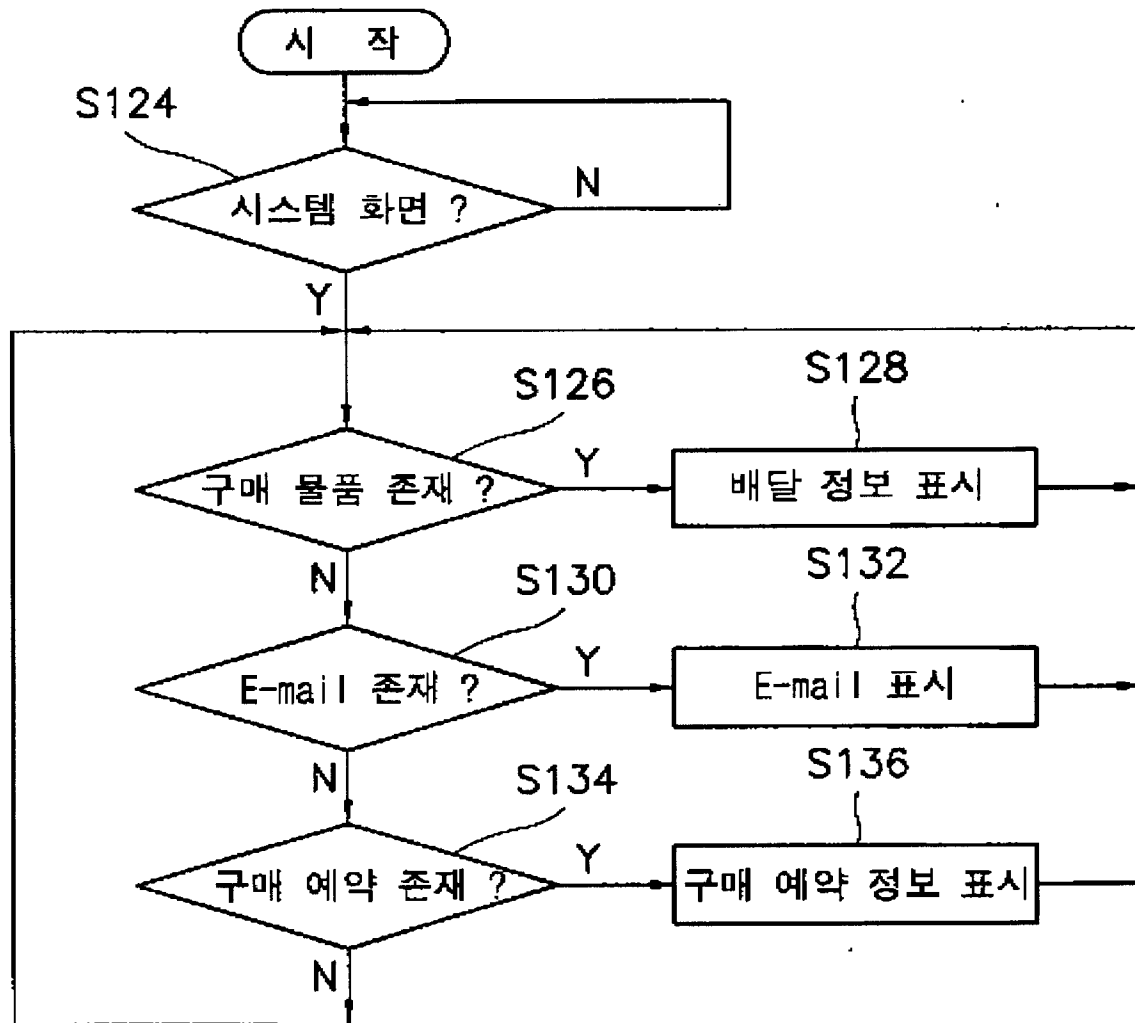 시 작
S124
시스템 화면 ?
N
Y
S126
S128
구매 물품 존재 ?
Y
배달 정보 표시
N
S130
S132
E-mail 존재 ?
Y
E-mail 표시
N
S134
S136
구매 예약 존재 ?
Y
구매 예약 정보 표시
N